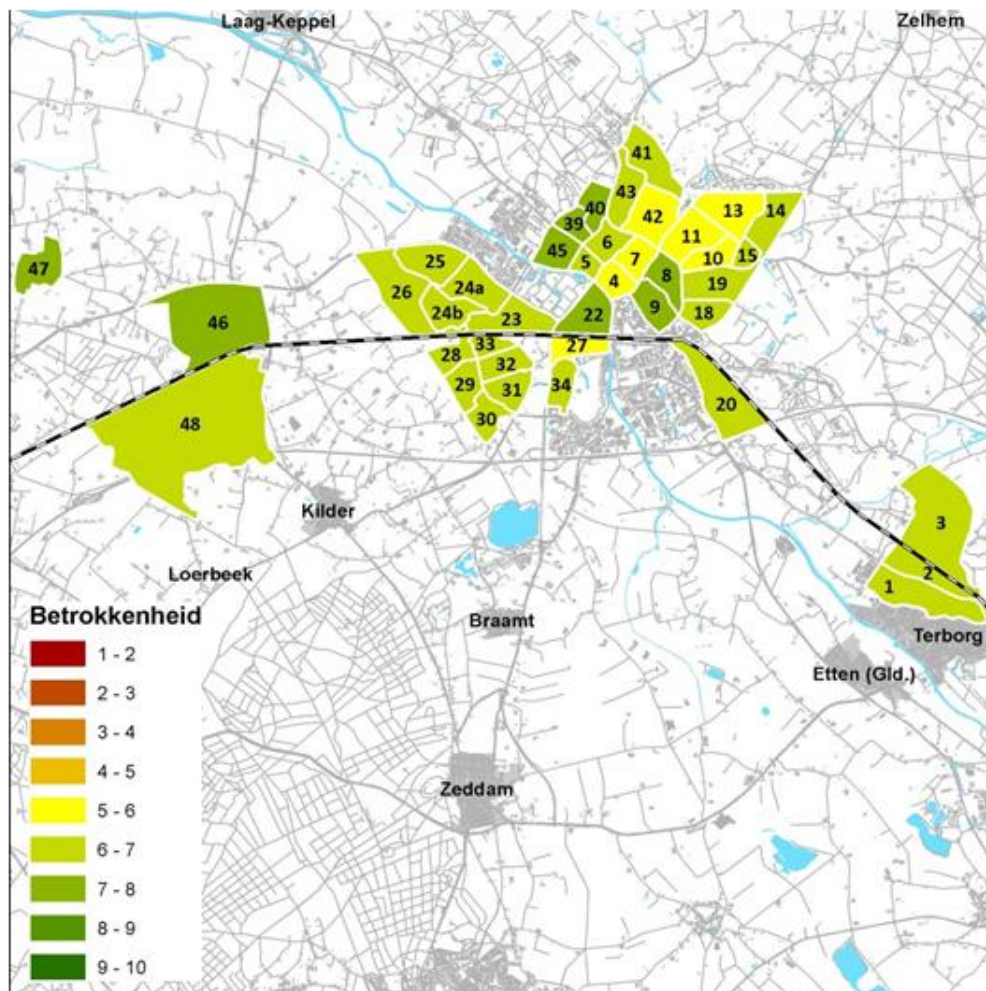 Laag-Keppel
Zelhem
41
43
40
42
13
14
39
6
11
45
5
7
10
15
47
25
8
26
24a
4
19
24b
9
18
46
23
22
33
27
28
32
29
31
34
20
48
30
Kilder
3
Loerbeek
2
1
Braamt
Terborg
Etten (Gld.)
Zeddam
Betrokkenheid
1 - 2
2 - 3
3 - 4
4 - 5
5 - 6
6 - 7
7 - 8
8 - 9
9 - 10